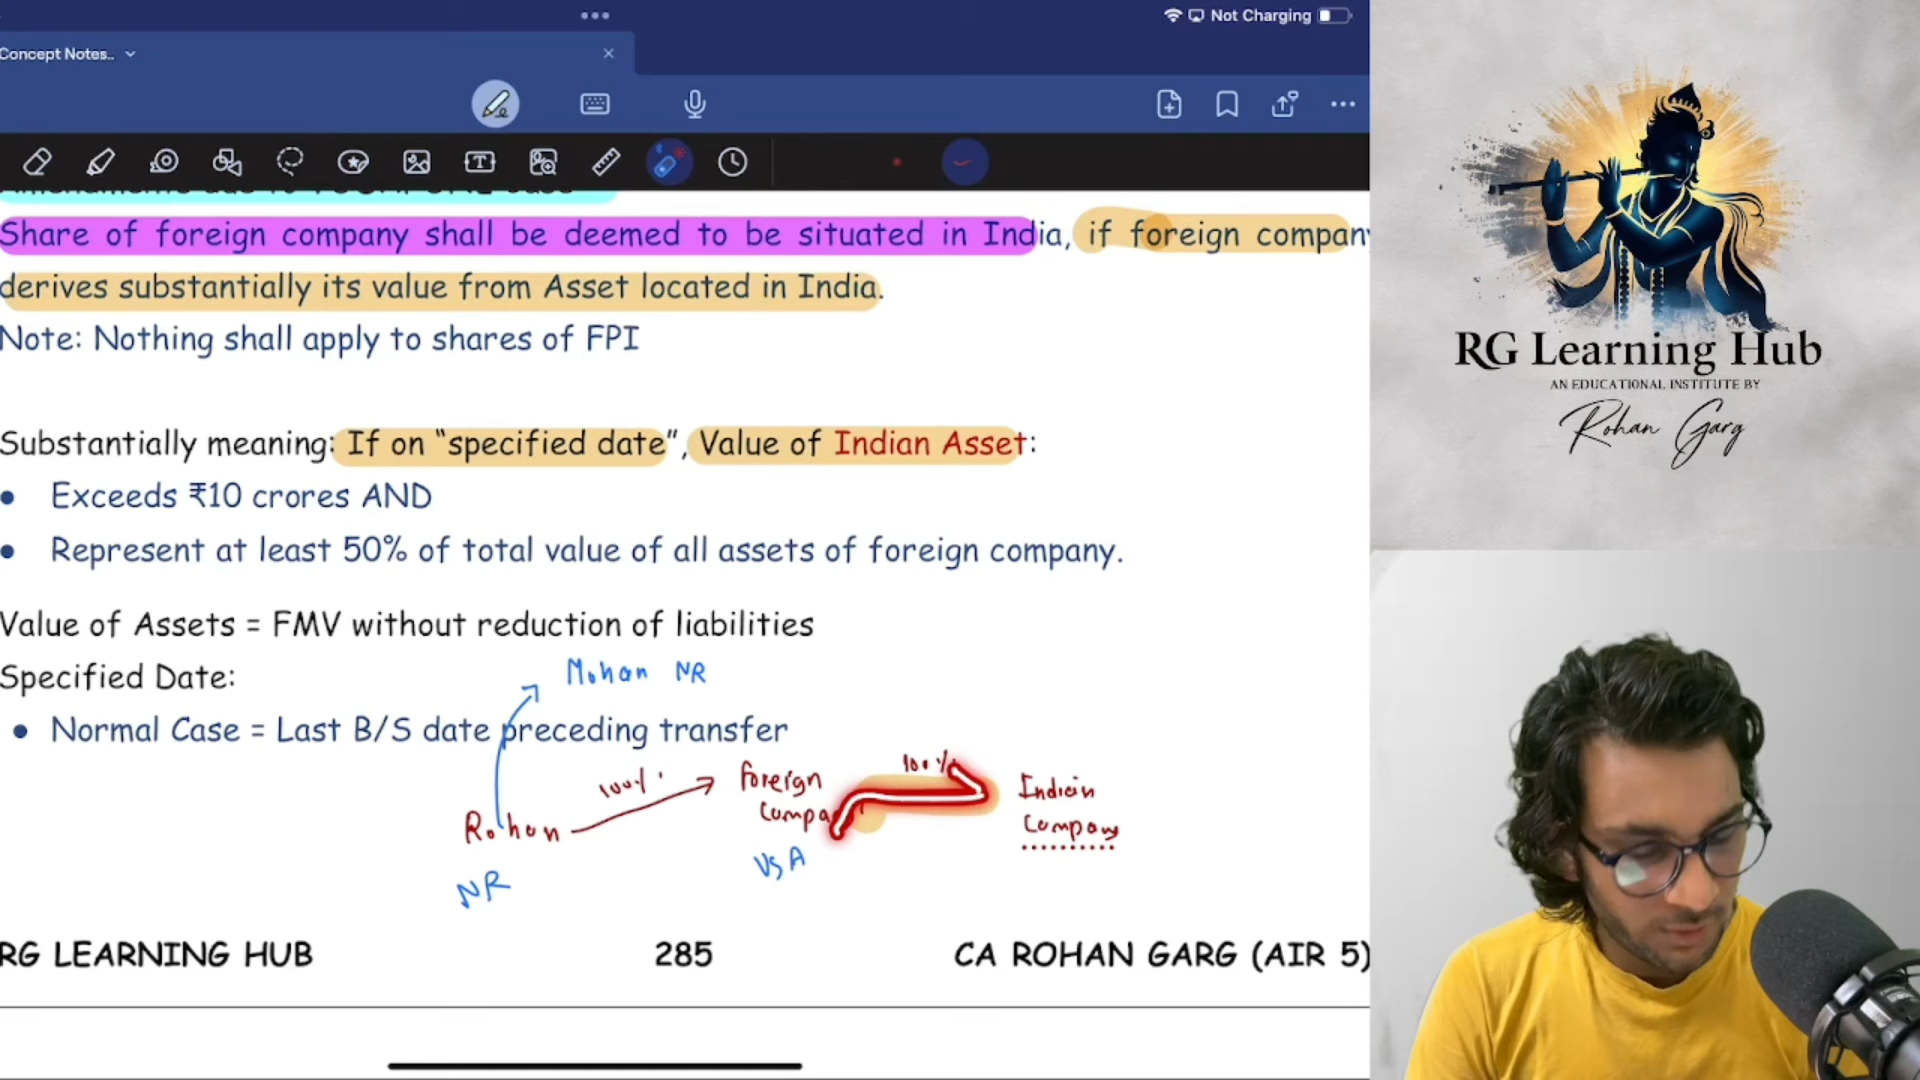 Not Charging
Concept Notes..
Share of foreign company shall be deemed to be situated in India, if foreign company
derives substantially its value from Asset located in India.
Note: Nothing shall apply to shares of FPI
Substantially meaning: If on “specified date”, Value of Indian Asset:
• Exceeds ₹10 crores AND
• Represent at least 50% of total value of all assets of foreign company.
Value of Assets = FMV without reduction of liabilities
Specified Date:
Mohan NR
• Normal Case = Last B/S date preceding transfer
Rohan 100% Foreign 100% Indian
Company
NR
USA
RG LEARNING HUB 285 CA ROHAN GARG (AIR 5)
RG Learning Hub
AN EDUCATIONAL INSTITUTE BY
Rohan Garg